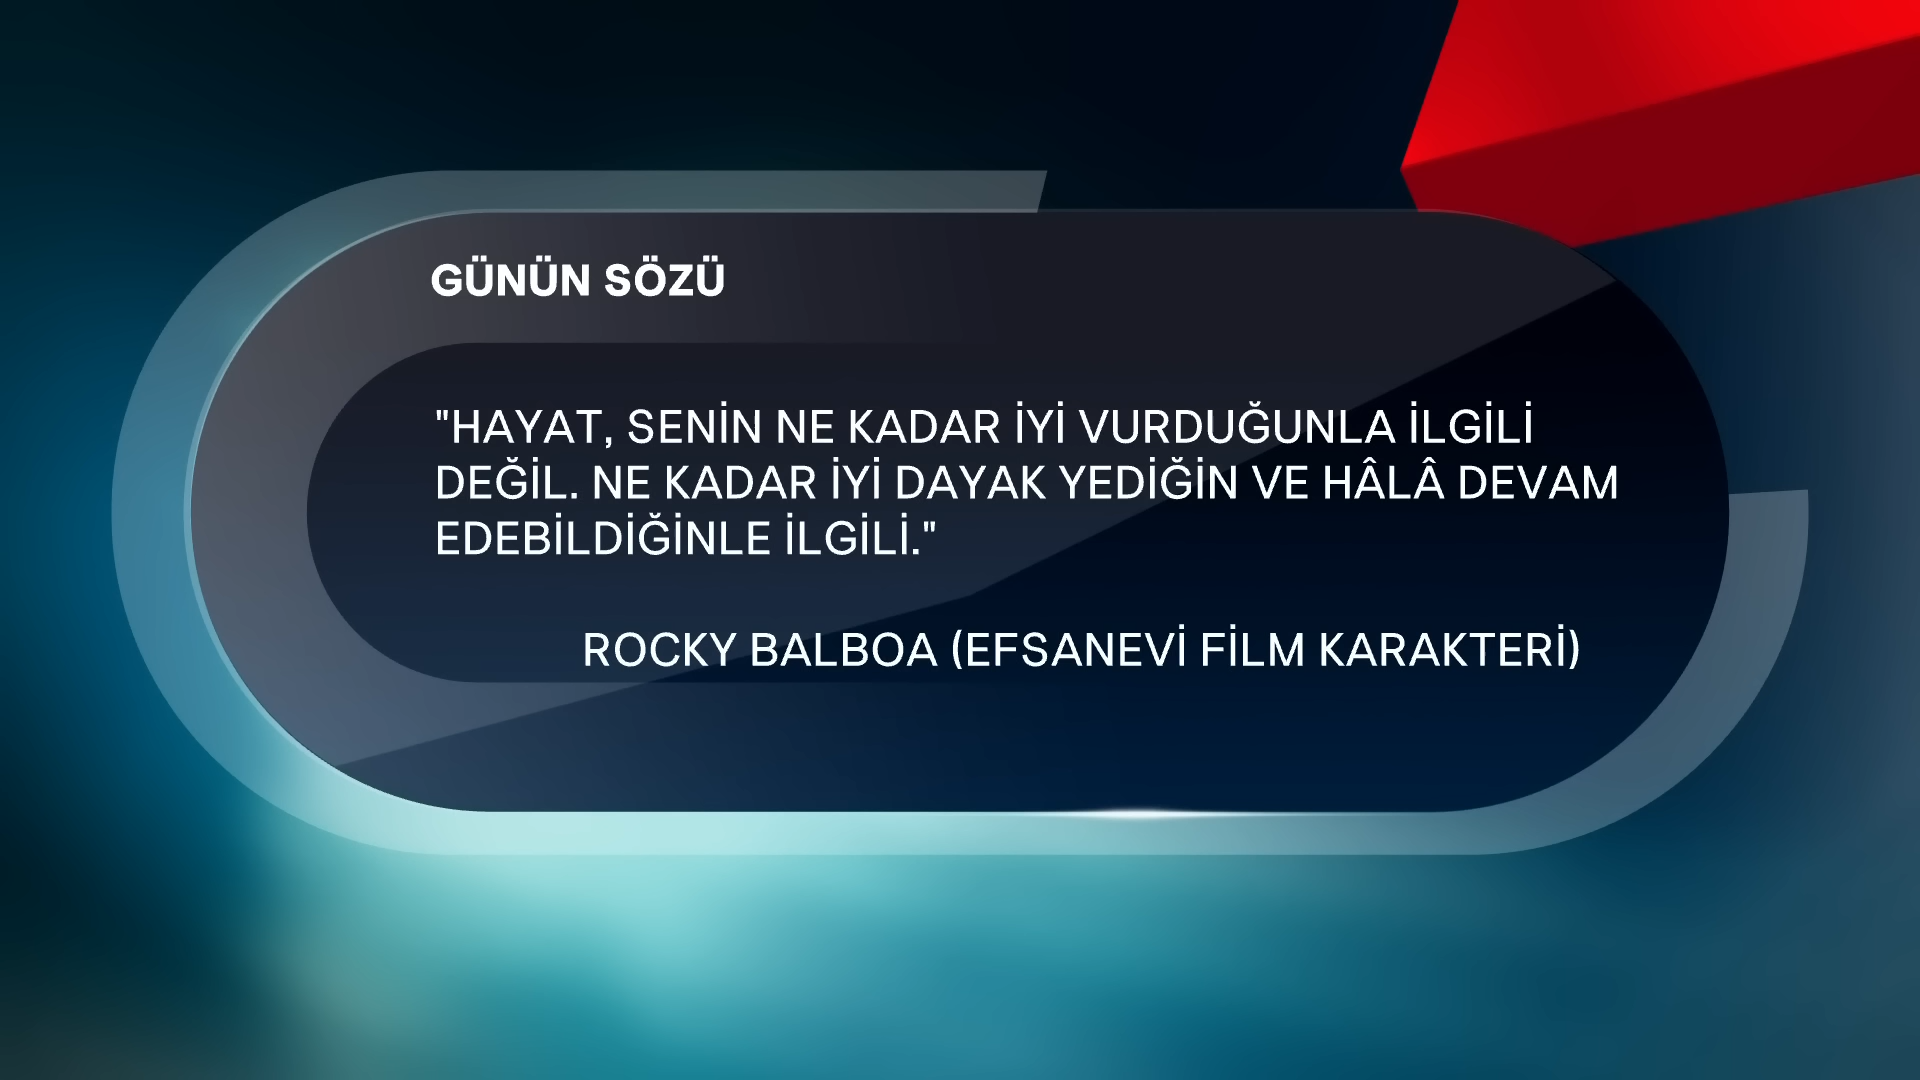 GÜNÜN SÖZÜ
"HAYAT, SENİN NE KADAR İYİ VURDUĞUNLA İLGİLİ
DEĞİL. NE KADAR İYİ DAYAK YEDİĞİN VE HÂLÂ DEVAM
EDEBİLDİĞİNLE İLGİLİ."
ROCKY BALBOA (EFSANEVİ FİLM KARAKTERİ)